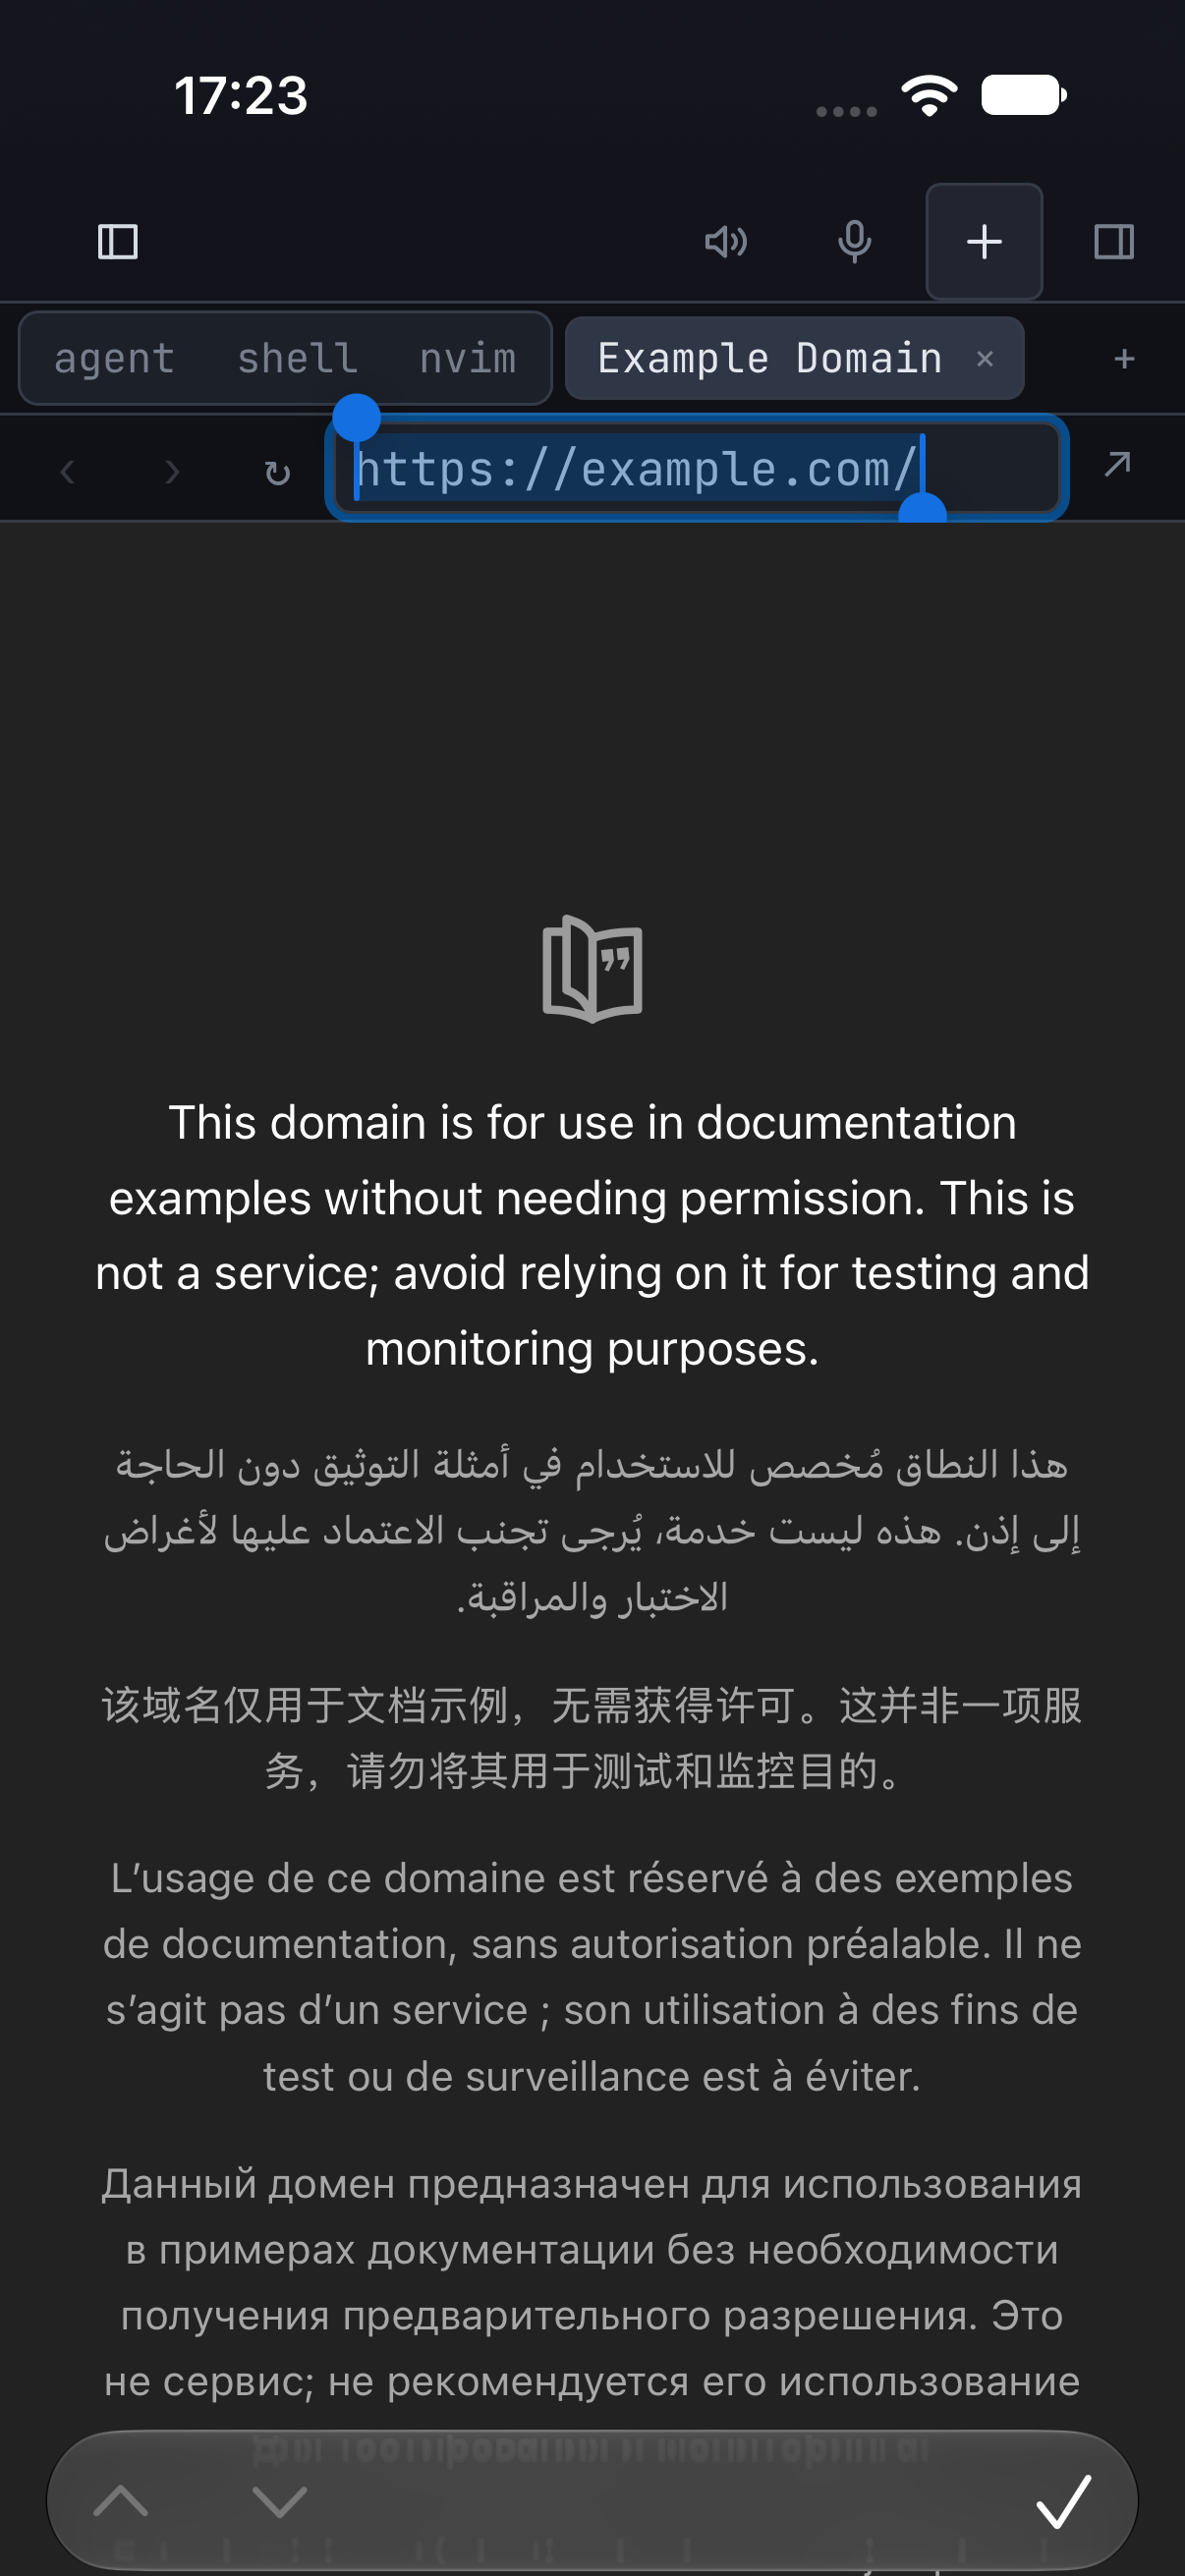 17:23
agent shell nvim Example Domain × +
https://example.com/
This domain is for use in documentation
examples without needing permission. This is
not a service; avoid relying on it for testing and
monitoring purposes.
هذا النطاق مُخصص للاستخدام في أمثلة التوثيق دون الحاجة
إلى إذن. هذه ليست خدمة، يُرجى تجنب الاعتماد عليها لأغراض
الاختبار والمراقبة.
该域名仅用于文档示例，无需获得许可。这并非一项服
务，请勿将其用于测试和监控目的。
L’usage de ce domaine est réservé à des exemples
de documentation, sans autorisation préalable. Il ne
s’agit pas d’un service ; son utilisation à des fins de
test ou de surveillance est à éviter.
Данный домен предназначен для использования
в примерах документации без необходимости
получения предварительного разрешения. Это
не сервис; не рекомендуется его использование